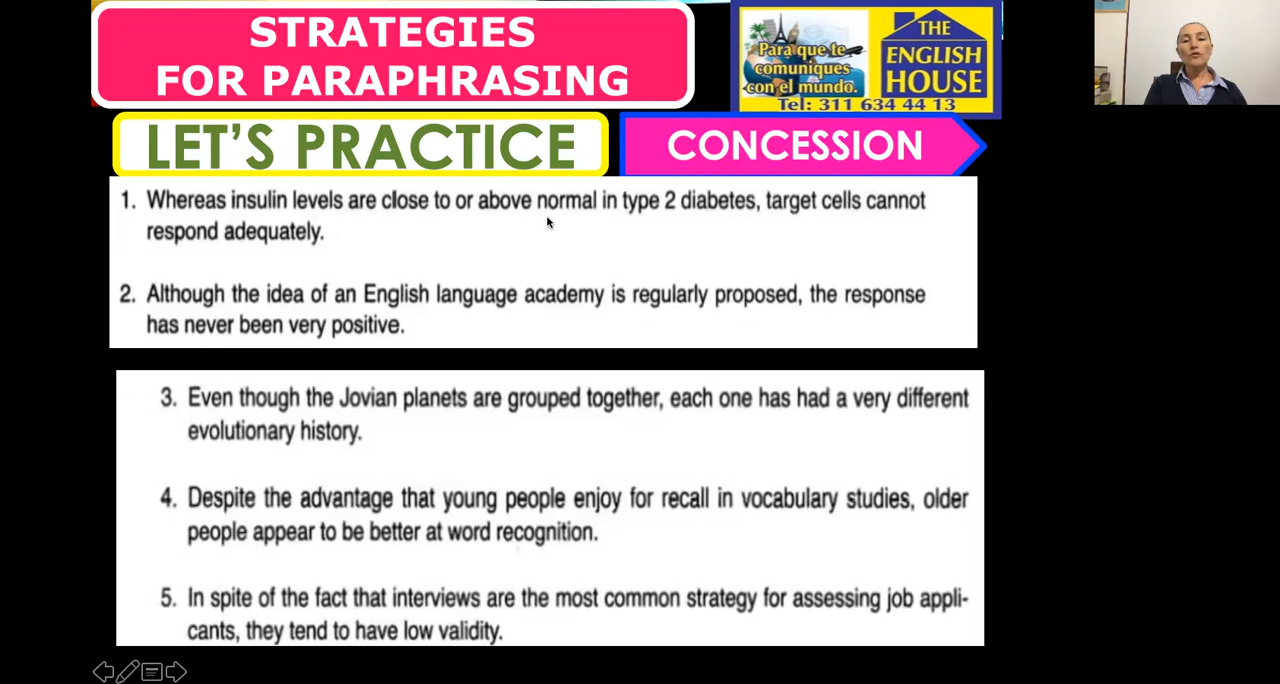 STRATEGIES
FOR PARAPHRASING
Para que te
comuniques
con el mundo.
THE
ENGLISH
HOUSE
Tel: 311 634 44 13
LET'S PRACTICE
CONCESSION
1. Whereas insulin levels are close to or above normal in type 2 diabetes, target cells cannot
respond adequately.
2. Although the idea of an English language academy is regularly proposed, the response
has never been very positive.
3. Even though the Jovian planets are grouped together, each one has had a very different
evolutionary history.
4. Despite the advantage that young people enjoy for recall in vocabulary studies, older
people appear to be better at word recognition.
5. In spite of the fact that interviews are the most common strategy for assessing job appli-
cants, they tend to have low validity.